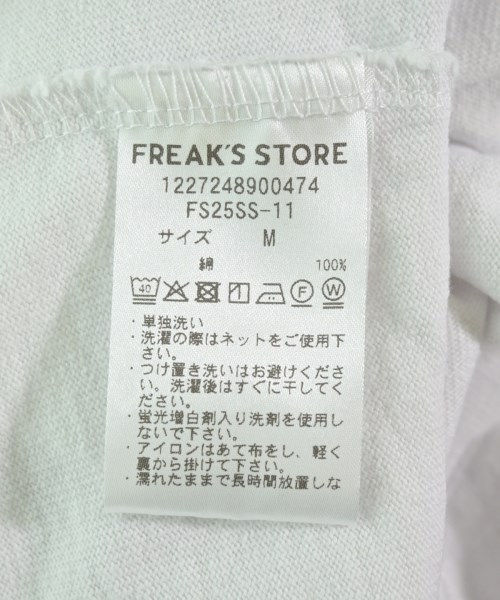 FREAK'S STORE
1227248900474
FS25SS-11
サイズ M
綿 100%
40 F W
・単独洗い
・洗濯の際はネットをご使用下
さい。
・つけ置き洗いはお避けくださ
い。洗濯後はすぐに干してく
ださい。
・蛍光増白剤入り洗剤を使用し
ないで下さい。
・アイロンはあて布をし、軽く
裏から掛けて下さい。
・濡れたままで長時間放置しな